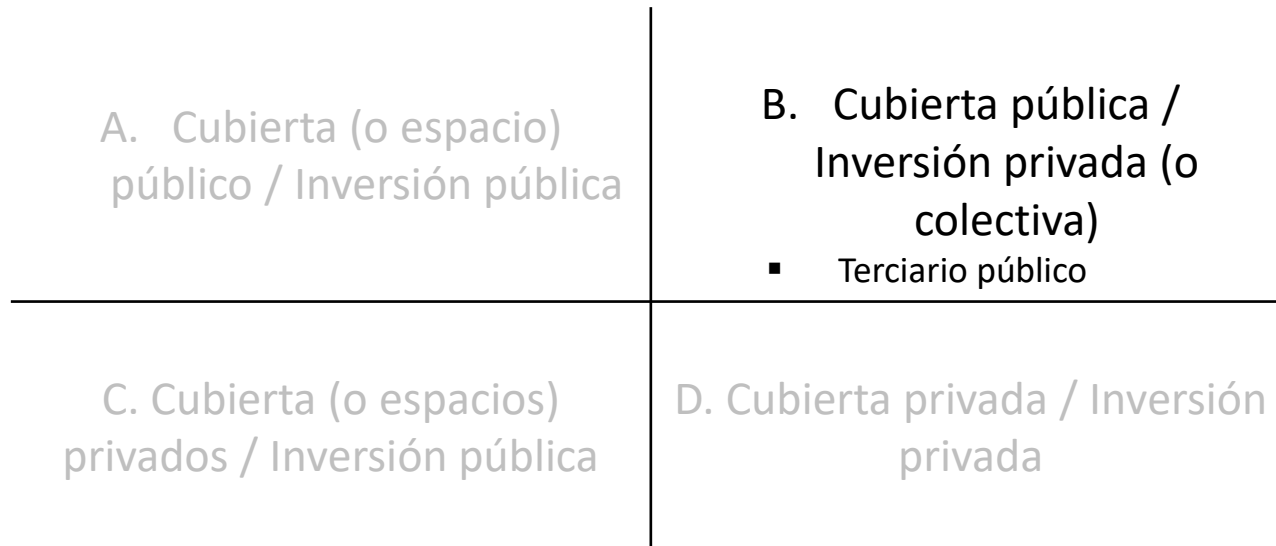 A. Cubierta (o espacio)
público / Inversión pública
B. Cubierta pública /
Inversión privada (o
colectiva)
▪ Terciario público
C. Cubierta (o espacios)
privados / Inversión pública
D. Cubierta privada / Inversión
privada